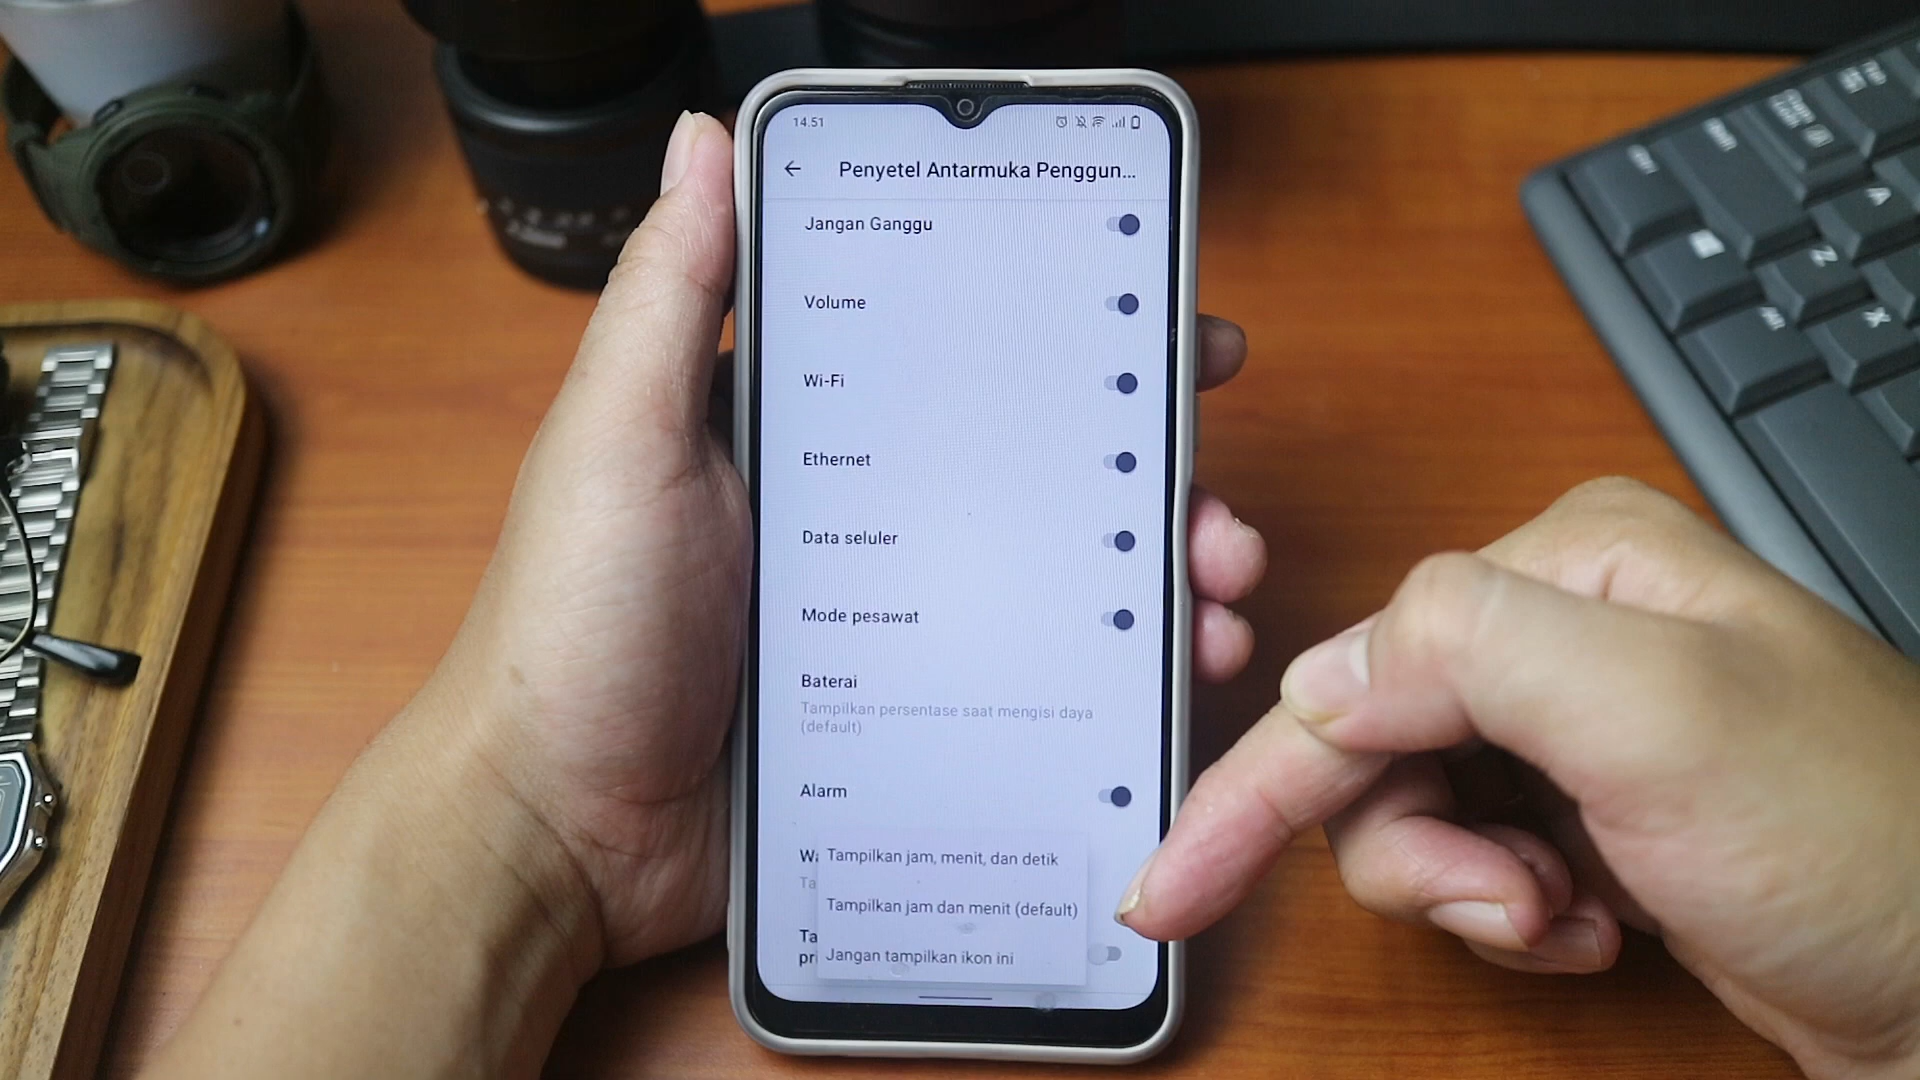 14.51
Penyetel Antarmuka Penggun...
Jangan Ganggu
Volume
Wi-Fi
Ethernet
Data seluler
Mode pesawat
Baterai
Tampilkan persentase saat mengisi daya
(default)
Alarm
Tampilkan jam, menit, dan detik
Tampilkan jam dan menit (default)
Jangan tampilkan ikon ini
A
Z
X
Alt